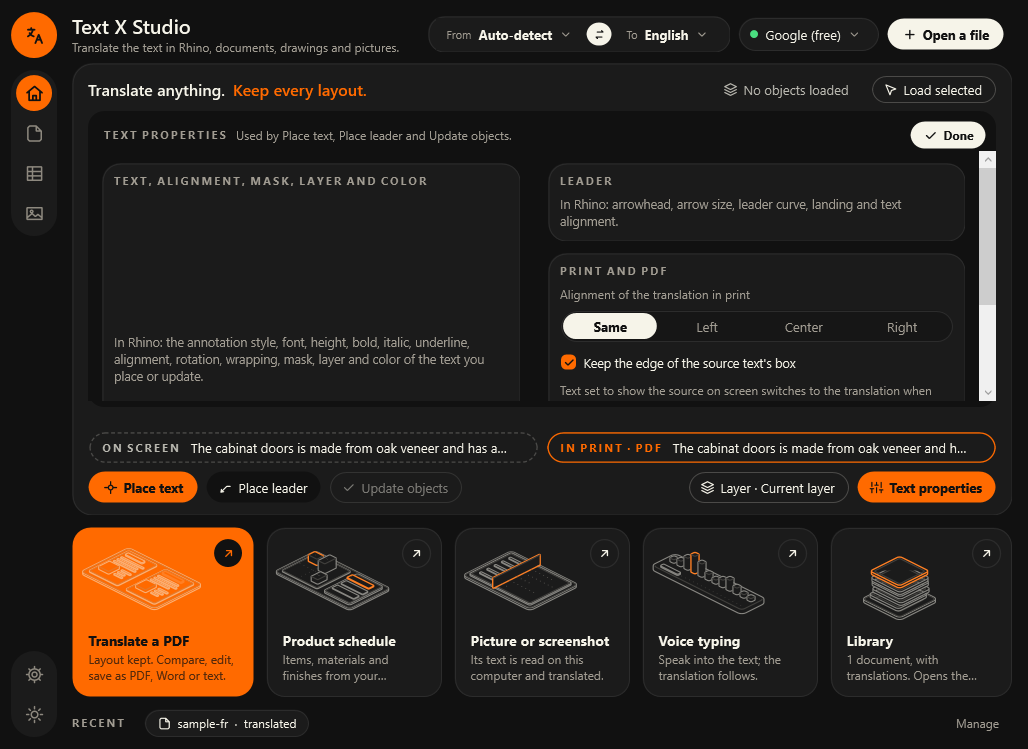 Text X Studio
Translate the text in Rhino, documents, drawings and pictures.
From Auto-detect
To English
Google (free)
Open a file
Translate anything. Keep every layout.
No objects loaded
Load selected
TEXT PROPERTIES Used by Place text, Place leader and Update objects.
Done
TEXT, ALIGNMENT, MASK, LAYER AND COLOR
In Rhino: the annotation style, font, height, bold, italic, underline,
alignment, rotation, wrapping, mask, layer and color of the text you
place or update.
LEADER
In Rhino: arrowhead, arrow size, leader curve, landing and text
alignment.
PRINT AND PDF
Alignment of the translation in print
Same Left Center Right
Keep the edge of the source text's box
Text set to show the source on screen switches to the translation when
ON SCREEN The cabinat doors is made from oak veneer and has a...
IN PRINT · PDF The cabinat doors is made from oak veneer and h...
Place text
Place leader
Update objects
Layer · Current layer
Text properties
Translate a PDF
Layout kept. Compare, edit,
save as PDF, Word or text.
Product schedule
Items, materials and
finishes from your...
Picture or screenshot
Its text is read on this
computer and translated.
Voice typing
Speak into the text; the
translation follows.
Library
1 document, with
translations. Opens the...
RECENT
sample-fr · translated
Manage